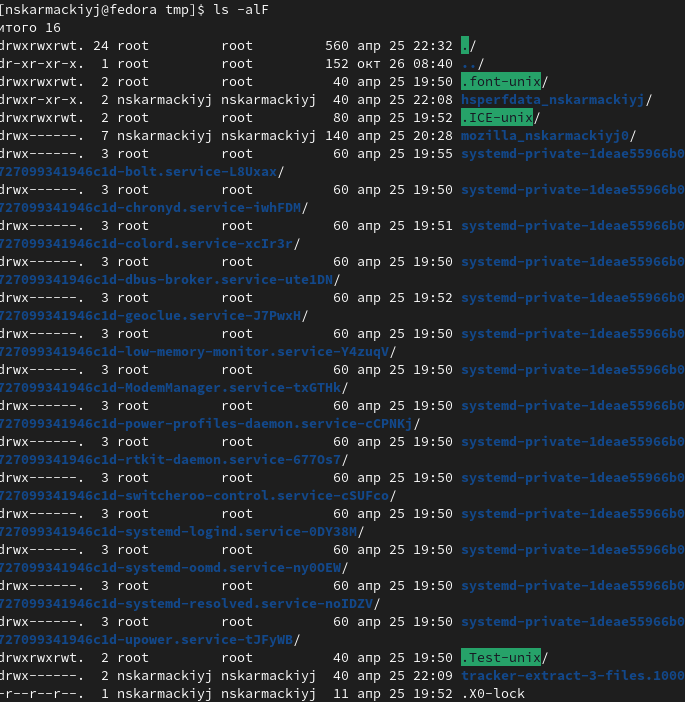 [nskarmackiyj@fedora tmp]$ ls -alF
итого 16
drwxrwxrwt. 24 root root 560 апр 25 22:32 ./
dr-xr-xr-x. 1 root root 152 окт 26 08:40 ../
drwxrwxrwt. 2 root root 40 апр 25 19:50 .font-unix/
drwxr-xr-x. 2 nskarmackiyj nskarmackiyj 40 апр 25 22:08 hsperfdata_nskarmackiyj/
drwxrwxrwt. 2 root root 80 апр 25 19:52 .ICE-unix/
drwx------. 7 nskarmackiyj nskarmackiyj 140 апр 25 20:28 mozilla_nskarmackiyj0/
drwx------. 3 root root 60 апр 25 19:55 systemd-private-1deae55966b0
727099341946c1d-bolt.service-L8Uxax/
drwx------. 3 root root 60 апр 25 19:50 systemd-private-1deae55966b0
727099341946c1d-chronyd.service-iwhFDM/
drwx------. 3 root root 60 апр 25 19:51 systemd-private-1deae55966b0
727099341946c1d-colord.service-xcIr3r/
drwx------. 3 root root 60 апр 25 19:50 systemd-private-1deae55966b0
727099341946c1d-dbus-broker.service-ute1DN/
drwx------. 3 root root 60 апр 25 19:52 systemd-private-1deae55966b0
727099341946c1d-geoclue.service-J7PwxH/
drwx------. 3 root root 60 апр 25 19:50 systemd-private-1deae55966b0
727099341946c1d-low-memory-monitor.service-Y4zuqV/
drwx------. 3 root root 60 апр 25 19:50 systemd-private-1deae55966b0
727099341946c1d-ModemManager.service-txGTHk/
drwx------. 3 root root 60 апр 25 19:50 systemd-private-1deae55966b0
727099341946c1d-power-profiles-daemon.service-cCPNKj/
drwx------. 3 root root 60 апр 25 19:50 systemd-private-1deae55966b0
727099341946c1d-rtkit-daemon.service-677Os7/
drwx------. 3 root root 60 апр 25 19:50 systemd-private-1deae55966b0
727099341946c1d-switcheroo-control.service-cSUFco/
drwx------. 3 root root 60 апр 25 19:50 systemd-private-1deae55966b0
727099341946c1d-systemd-logind.service-0DY38M/
drwx------. 3 root root 60 апр 25 19:50 systemd-private-1deae55966b0
727099341946c1d-systemd-oomd.service-ny0OEW/
drwx------. 3 root root 60 апр 25 19:50 systemd-private-1deae55966b0
727099341946c1d-systemd-resolved.service-noIDZV/
drwx------. 3 root root 60 апр 25 19:50 systemd-private-1deae55966b0
727099341946c1d-upower.service-tJFyWB/
drwxrwxrwt. 2 root root 40 апр 25 19:50 .Test-unix/
drwx------. 2 nskarmackiyj nskarmackiyj 40 апр 25 22:09 tracker-extract-3-files.1000
-r--r--r--. 1 nskarmackiyj nskarmackiyj 11 апр 25 19:52 .X0-lock